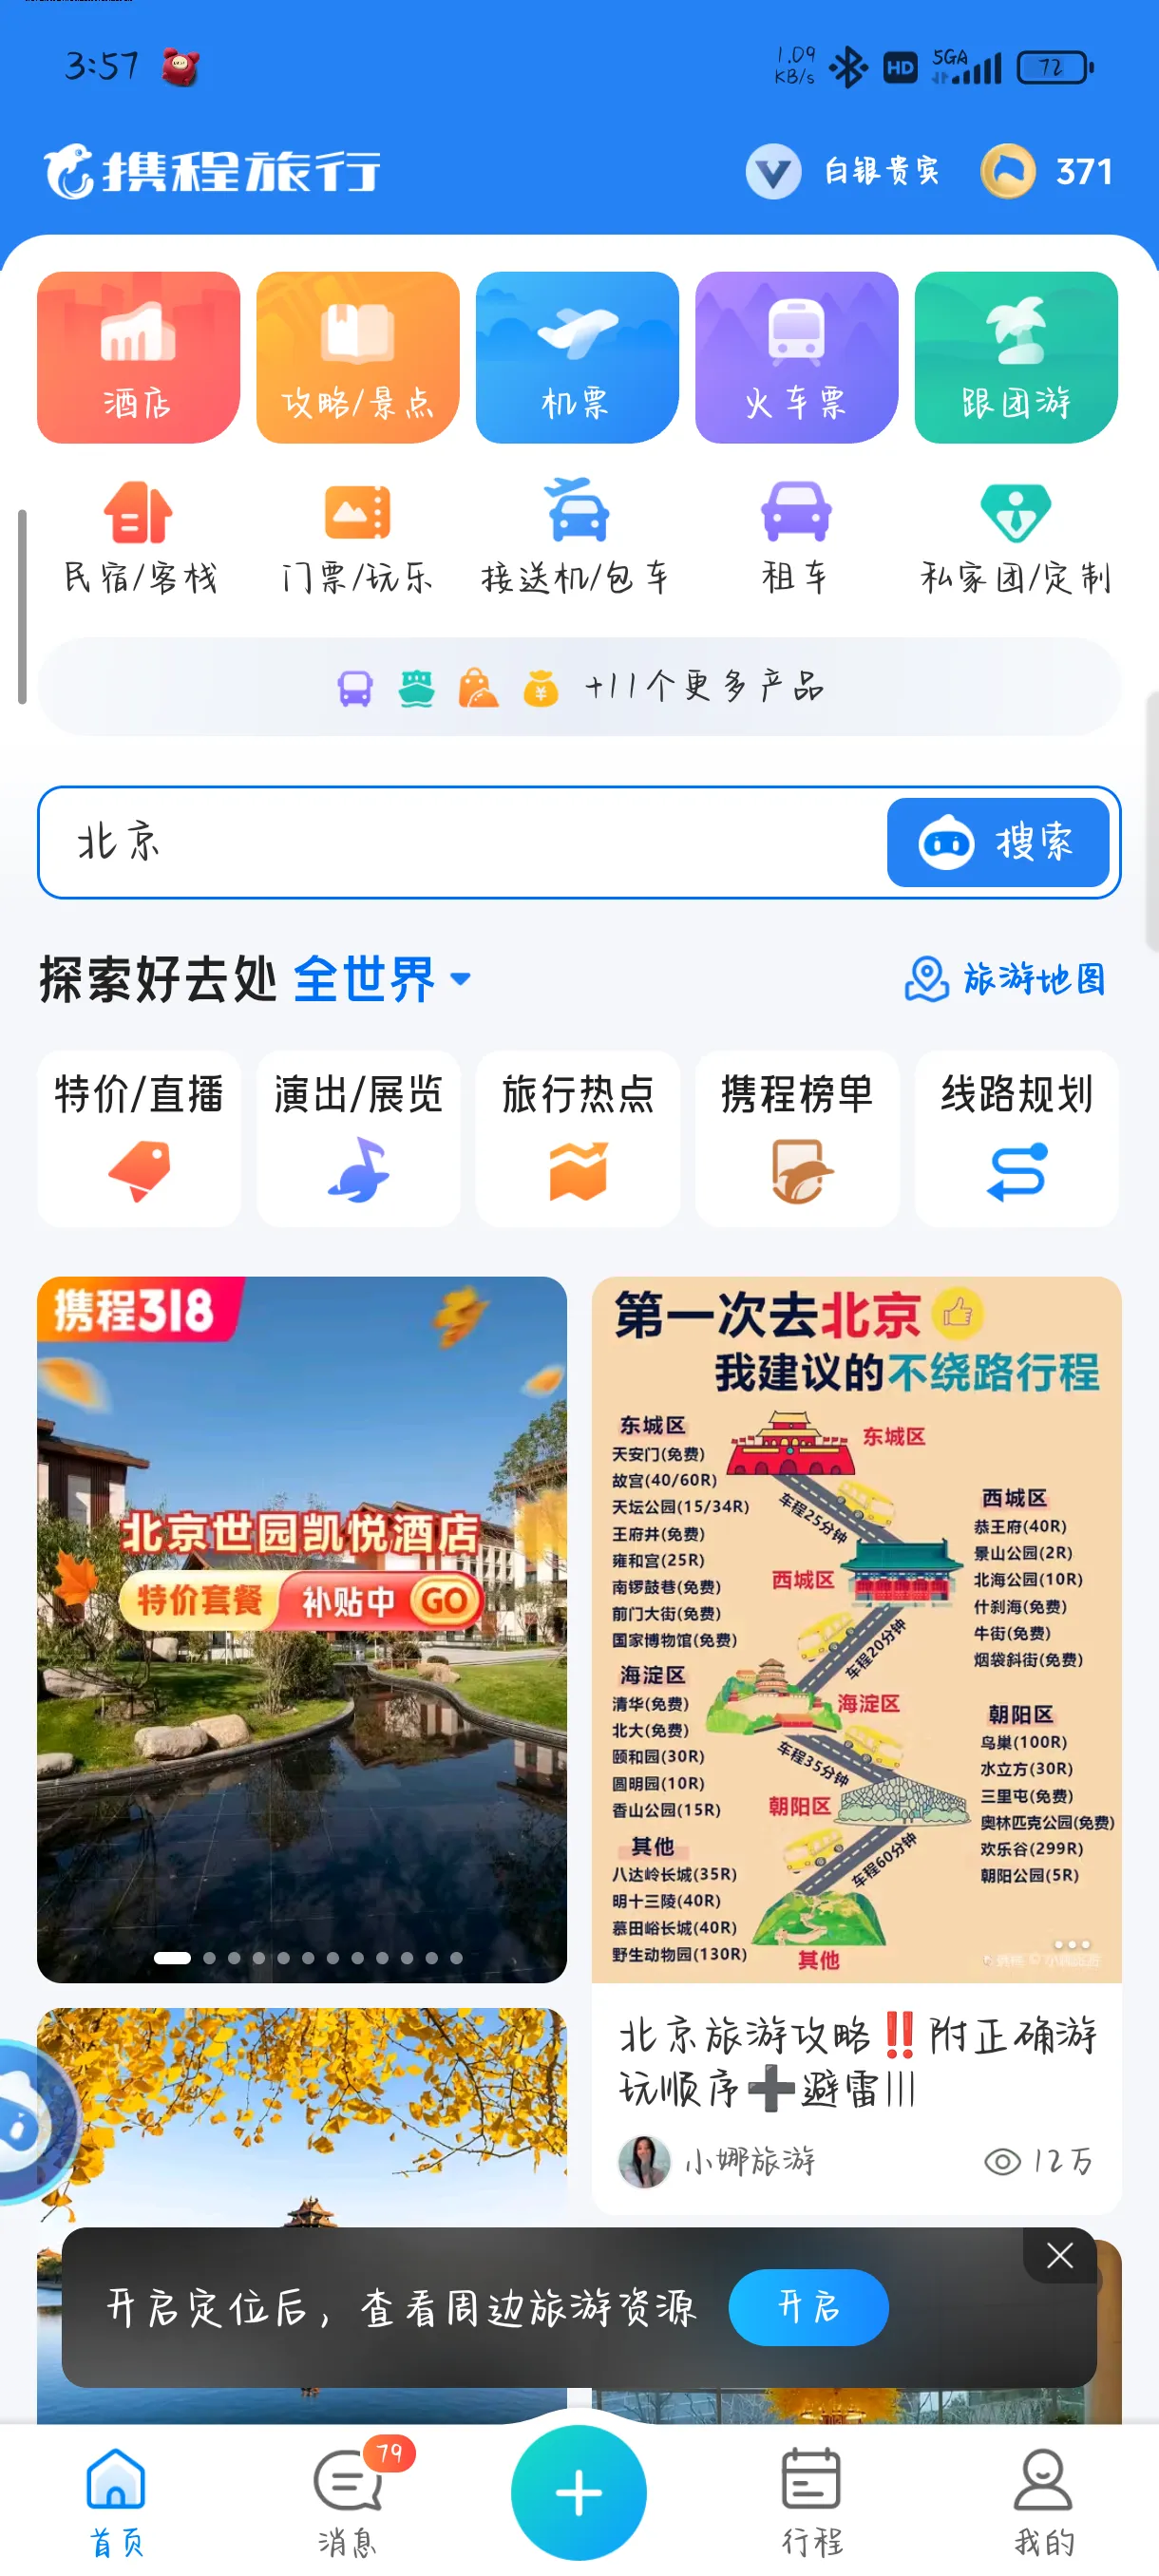 3:57
1.09
KB/s
HD
5GA
72
携程旅行
白银贵宾
371
酒店
攻略/景点
机票
火车票
跟团游
民宿/客栈
门票/玩乐
接送机/包车
租车
私家团/定制
+11个更多产品
北京
搜索
探索好去处 全世界
旅游地图
特价/直播
演出/展览
旅行热点
携程榜单
线路规划
携程318
北京世园凯悦酒店
特价套餐
补贴中 GO
第一次去北京
我建议的不绕路行程
东城区
天安门(免费)
故宫(40/60R)
天坛公园(15/34R)
王府井(免费)
雍和宫(25R)
南锣鼓巷(免费)
前门大街(免费)
国家博物馆(免费)
东城区
车程25分钟
西城区
恭王府(40R)
景山公园(2R)
北海公园(10R)
什刹海(免费)
牛街(免费)
烟袋斜街(免费)
西城区
车程20分钟
海淀区
清华(免费)
北大(免费)
颐和园(30R)
圆明园(10R)
香山公园(15R)
海淀区
车程35分钟
朝阳区
鸟巢(100R)
水立方(30R)
三里屯(免费)
奥林匹克公园(免费)
欢乐谷(299R)
朝阳公园(5R)
朝阳区
车程60分钟
其他
八达岭长城(35R)
明十三陵(40R)
慕田峪长城(40R)
野生动物园(130R)
其他
北京旅游攻略‼️附正确游
玩顺序➕避雷|||
小娜旅游
12万
开启定位后，查看周边旅游资源
开启
首页
消息
79
行程
我的